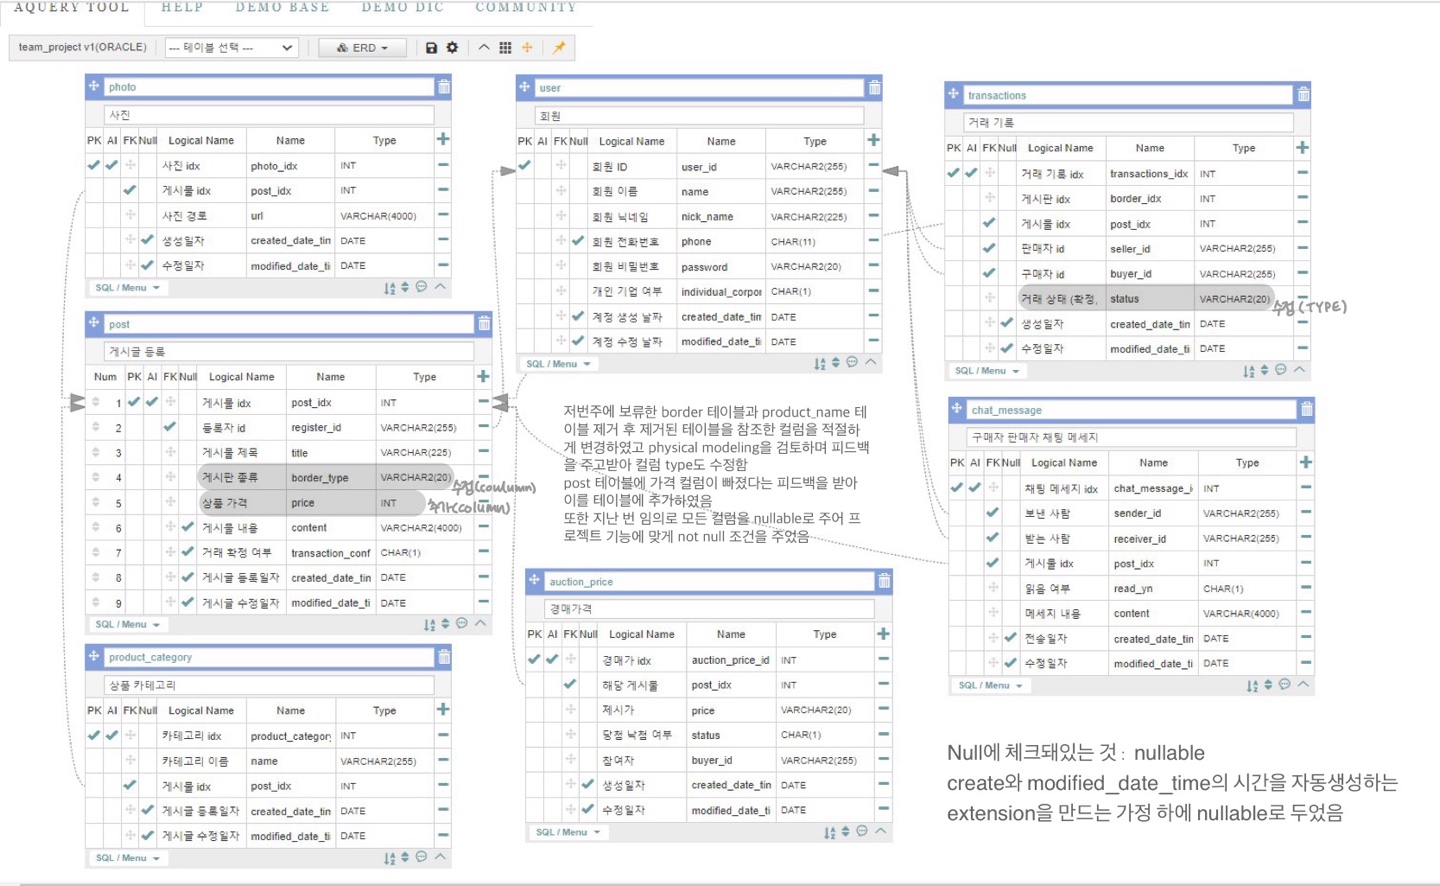 AQUERY TOOL HELP DEMO BASE DEMO DIC COMMUNITY
team_project v1(ORACLE) --- 테이블 선택 --- ERD
photo
사진
PK AI FK Null Logical Name Name Type
사진 idx photo_idx INT
게시물 idx post_idx INT
사진 경로 url VARCHAR(4000)
생성일자 created_date_tin DATE
수정일자 modified_date_ti DATE
SQL / Menu
post
게시글 등록
Num PK AI FK Null Logical Name Name Type
1 게시물 idx post_idx INT
2 등록자 id register_id VARCHAR2(255)
3 게시물 제목 title VARCHAR(225)
4 게시판 종류 border_type VARCHAR2(20) 수정(coulumn)
5 상품 가격 price INT 추가(column)
6 게시물 내용 content VARCHAR2(4000)
7 거래 확정 여부 transaction_conf CHAR(1)
8 게시글 등록일자 created_date_tin DATE
9 게시글 수정일자 modified_date_ti DATE
SQL / Menu
product_category
상품 카테고리
PK AI FK Null Logical Name Name Type
카테고리 idx product_category INT
카테고리 이름 name VARCHAR2(255)
게시물 idx post_idx INT
게시글 등록일자 created_date_tin DATE
게시글 수정일자 modified_date_ti DATE
SQL / Menu
user
회원
PK AI FK Null Logical Name Name Type
회원 ID user_id VARCHAR2(255)
회원 이름 name VARCHAR2(255)
회원 닉네임 nick_name VARCHAR2(225)
회원 전화번호 phone CHAR(11)
회원 비밀번호 password VARCHAR2(20)
개인 기업 여부 individual_corpor CHAR(1)
계정 생성 날짜 created_date_tin DATE
계정 수정 날짜 modified_date_ti DATE
SQL / Menu
저번주에 보류한 border 테이블과 product_name 테
이블 제거 후 제거된 테이블을 참조한 컬럼을 적절하
게 변경하였고 physical modeling을 검토하며 피드백
을 주고받아 컬럼 type도 수정함
post 테이블에 가격 컬럼이 빠졌다는 피드백을 받아
이를 테이블에 추가하였음
또한 지난 번 임의로 모든 컬럼을 nullable로 주어 프
로젝트 기능에 맞게 not null 조건을 주었음
auction_price
경매가격
PK AI FK Null Logical Name Name Type
경매가 idx auction_price_id INT
해당 게시물 post_idx INT
제시가 price VARCHAR2(20)
당첨 낙첨 여부 status CHAR(1)
참여자 buyer_id VARCHAR2(255)
생성일자 created_date_tin DATE
수정일자 modified_date_ti DATE
SQL / Menu
transactions
거래 기록
PK AI FK Null Logical Name Name Type
거래 기록 idx transactions_idx INT
게시판 idx border_idx INT
게시물 idx post_idx INT
판매자 id seller_id VARCHAR2(255)
구매자 id buyer_id VARCHAR2(255)
거래 상태 (확정, status VARCHAR2(20) 수정(TYPE)
생성일자 created_date_tin DATE
수정일자 modified_date_ti DATE
SQL / Menu
chat_message
구매자 판매자 채팅 메세지
PK AI FK Null Logical Name Name Type
채팅 메세지 idx chat_message_i INT
보낸 사람 sender_id VARCHAR2(255)
받는 사람 receiver_id VARCHAR2(255)
게시물 idx post_idx INT
읽음 여부 read_yn CHAR(1)
메세지 내용 content VARCHAR(4000)
전송일자 created_date_tin DATE
수정일자 modified_date_ti DATE
SQL / Menu
Null에 체크돼있는 것 : nullable
create와 modified_date_time의 시간을 자동생성하는
extension을 만드는 가정 하에 nullable로 두었음